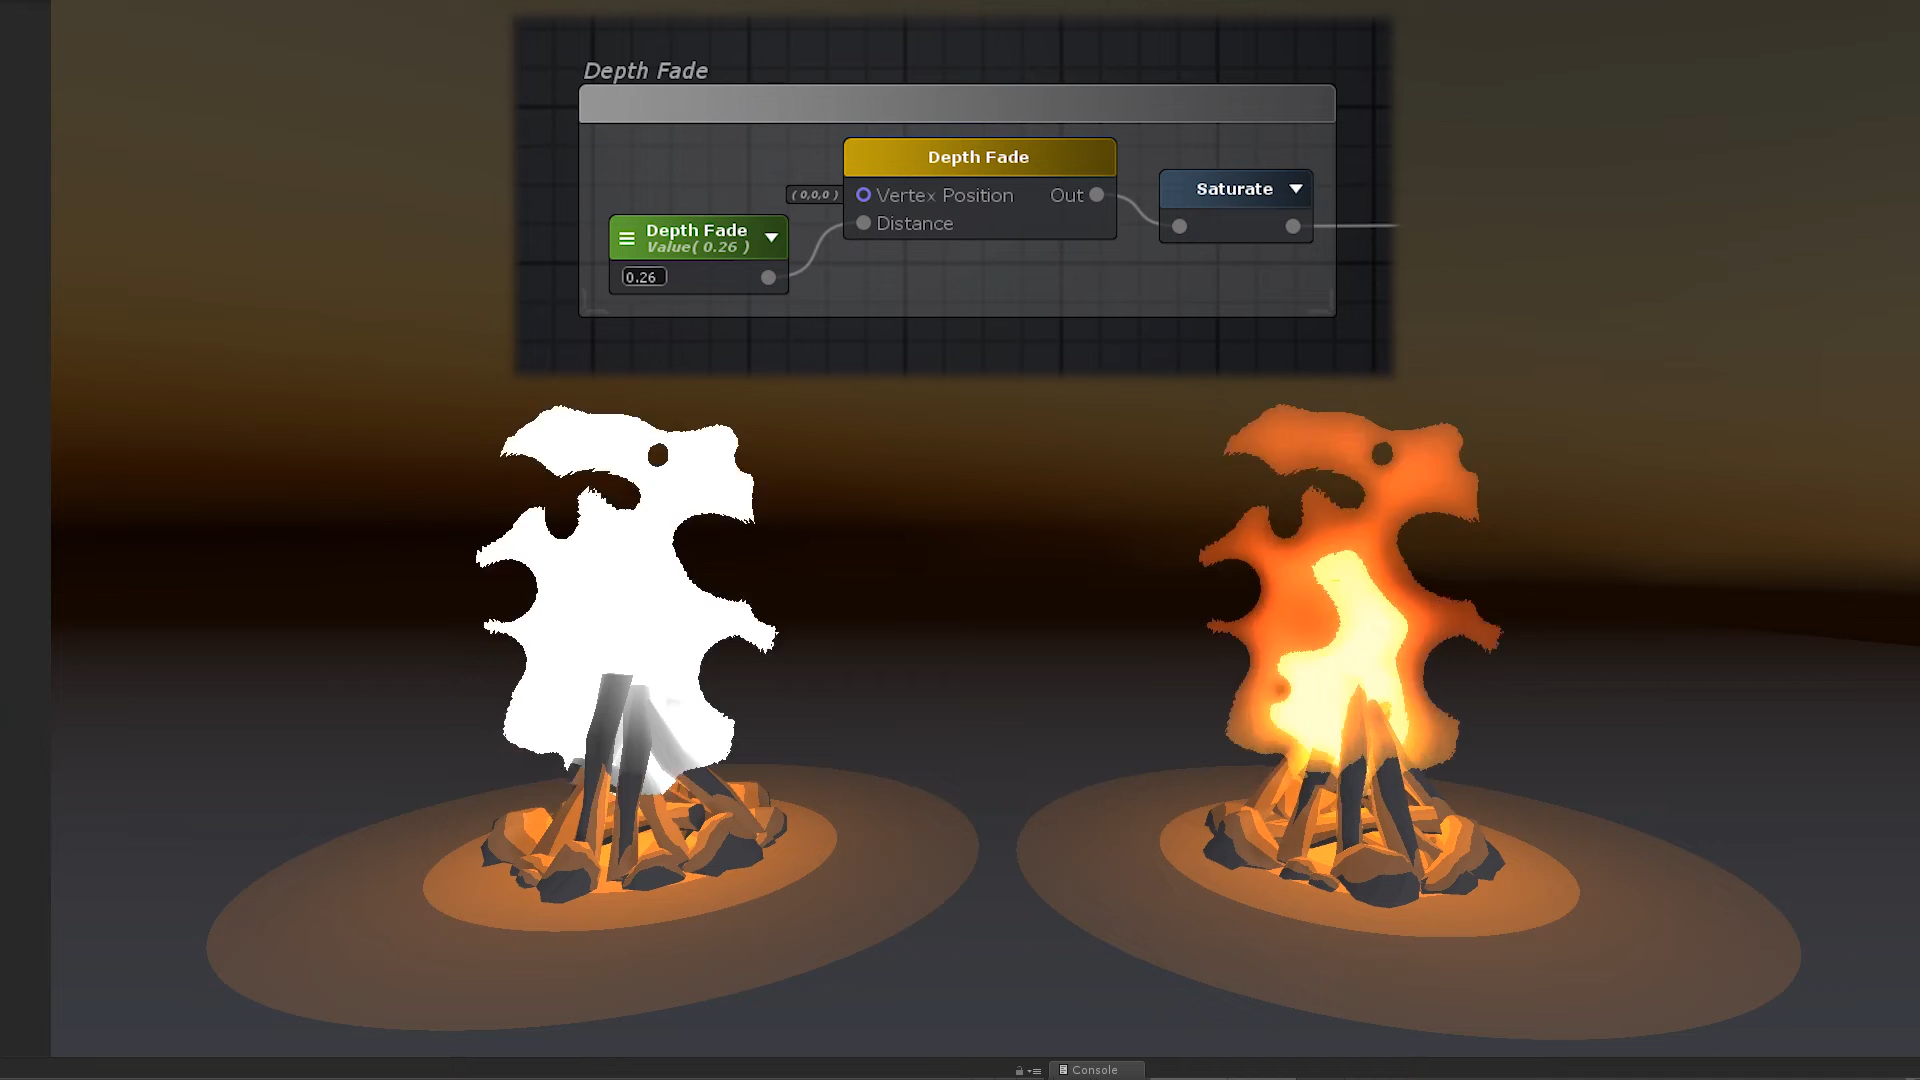 Depth Fade
Depth Fade
( 0,0,0 )
Vertex Position
Out
Distance
Saturate
Depth Fade
Value( 0.26 )
0.26
Console